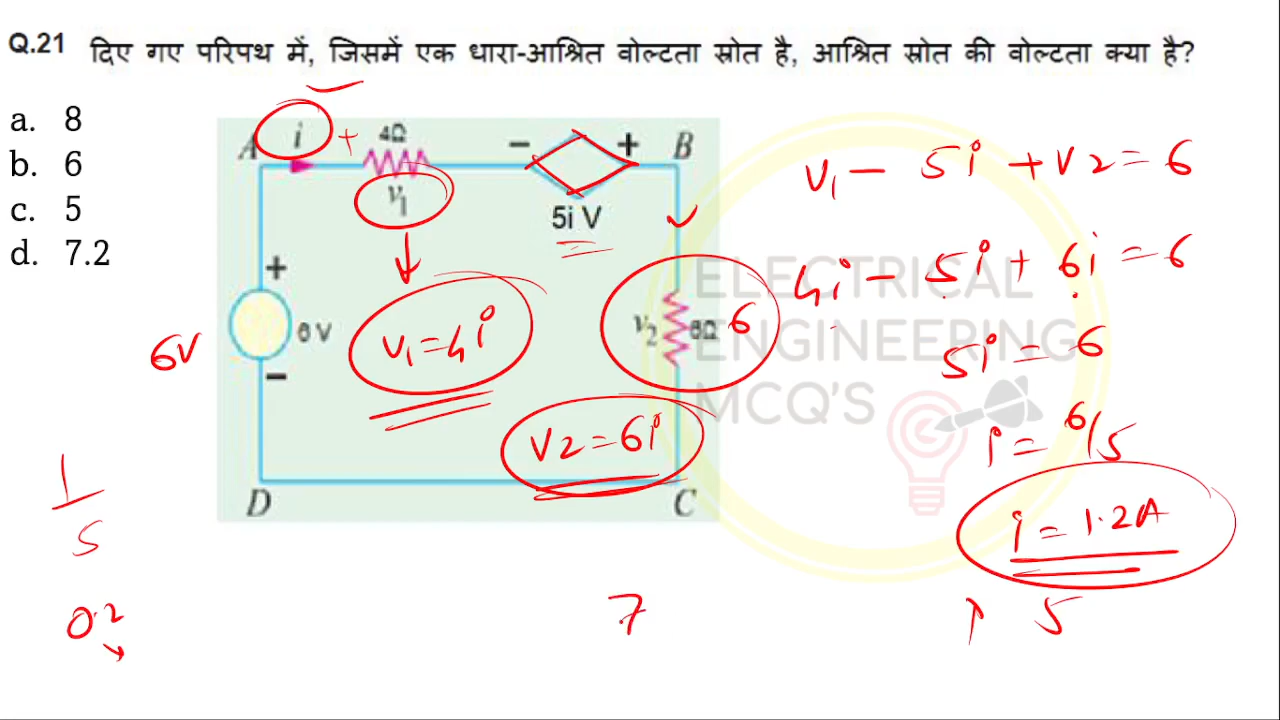 Q.21 दिए गए परिपथ में, जिसमें एक धारा-आश्रित वोल्टता स्रोत है, आश्रित स्रोत की वोल्टता क्या है?
a. 8
b. 6
c. 5
d. 7.2
A i + 4Ω - + B
v₁
5i V
v₁ - 5i + v2 = 6
4i - 5i + 6i = 6
5i = 6
i = 6/5
i = 1.2A
+
6V 6 V
-
v₁ = 4i
v₂ 6Ω 6
v2 = 6i
D C
ELECTRICAL
ENGINEERING
MCQ'S
1/5
0.2
7
5